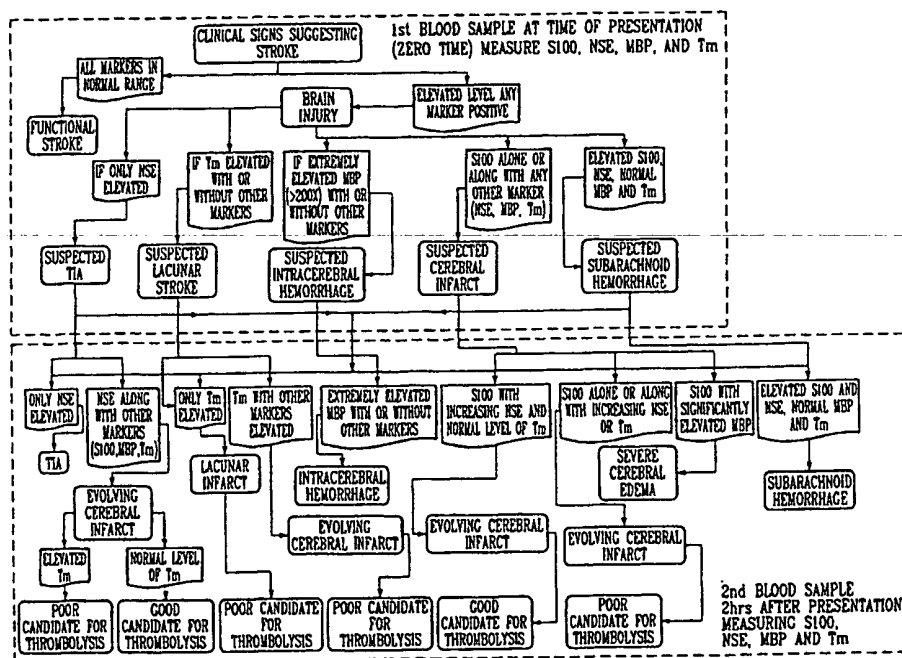 CLINICAL SIGNS SUGGESTING
STROKE
1st BLOOD SAMPLE AT TIME OF PRESENTATION
(ZERO TIME) MEASURE S100, NSE, MBP, AND Tm
ALL MARKERS IN
NORMAL RANGE
ELEVATED LEVEL ANY
MARKER POSITIVE
BRAIN
INJURY
FUNCTIONAL
STROKE
IF ONLY NSE
ELEVATED
IF Tm ELEVATED
WITH OR
WITHOUT OTHER
MARKERS
IF EXTREMELY
ELEVATED MBP
(>200X) WITH OR
WITHOUT OTHER
MARKERS
S100 ALONE OR
ALONG WITH ANY
OTHER MARKER
(NSE, MBP, Tm)
ELEVATED S100,
NSE, NORMAL
MBP AND Tm
SUSPECTED
TIA
SUSPECTED
LACUNAR
STROKE
SUSPECTED
INTRACEREBRAL
HEMORRHAGE
SUSPECTED
CEREBRAL
INFARCT
SUSPECTED
SUBARACHNOID
HEMORRHAGE
ONLY NSE
ELEVATED
NSE ALONG
WITH OTHER
MARKERS
(S100,MBP,Tm)
ONLY Tm
ELEVATED
Tm WITH OTHER
MARKERS
ELEVATED
EXTREMELY ELEVATED
MBP WITH OR WITHOUT
OTHER MARKERS
S100 WITH
INCREASING NSE AND
NORMAL LEVEL OF Tm
S100 ALONE OR ALONG
WITH INCREASING NSE
OR Tm
S100 WITH
SIGNIFICANTLY
ELEVATED MBP
ELEVATED S100 AND
NSE, NORMAL MBP
AND Tm
TIA
LACUNAR
INFARCT
INTRACEREBRAL
HEMORRHAGE
SEVERE
CEREBRAL
EDEMA
SUBARACHNOID
HEMORRHAGE
EVOLVING
CEREBRAL
INFARCT
EVOLVING
CEREBRAL INFARCT
EVOLVING CEREBRAL
INFARCT
EVOLVING CEREBRAL
INFARCT
ELEVATED
Tm
NORMAL LEVEL
OF Tm
POOR
CANDIDATE FOR
THROMBOLYSIS
GOOD
CANDIDATE FOR
THROMBOLYSIS
POOR CANDIDATE
FOR
THROMBOLYSIS
POOR CANDIDATE
FOR
THROMBOLYSIS
GOOD
CANDIDATE FOR
THROMBOLYSIS
POOR
CANDIDATE FOR
THROMBOLYSIS
2nd BLOOD SAMPLE
2hrs AFTER PRESENTATION
MEASURING S100,
NSE, MBP AND Tm